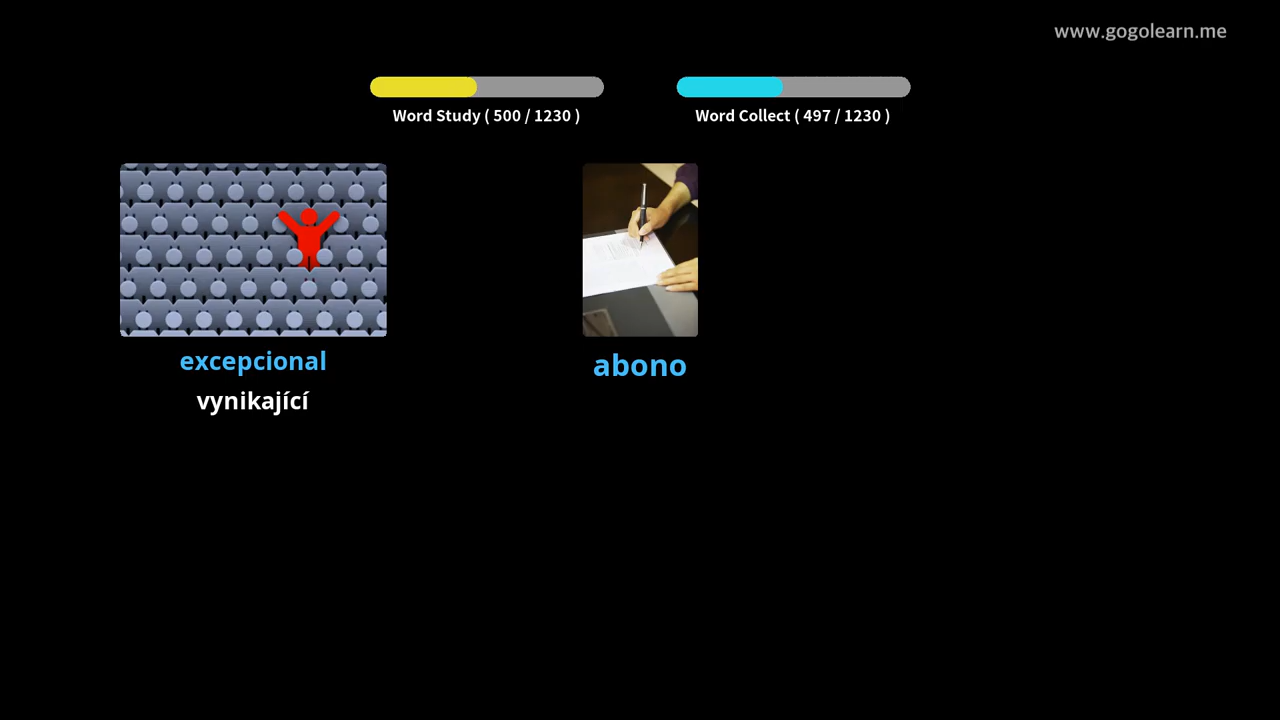 www.gogolearn.me
Word Study ( 500 / 1230 )
Word Collect ( 497 / 1230 )
excepcional
vynikající
abono